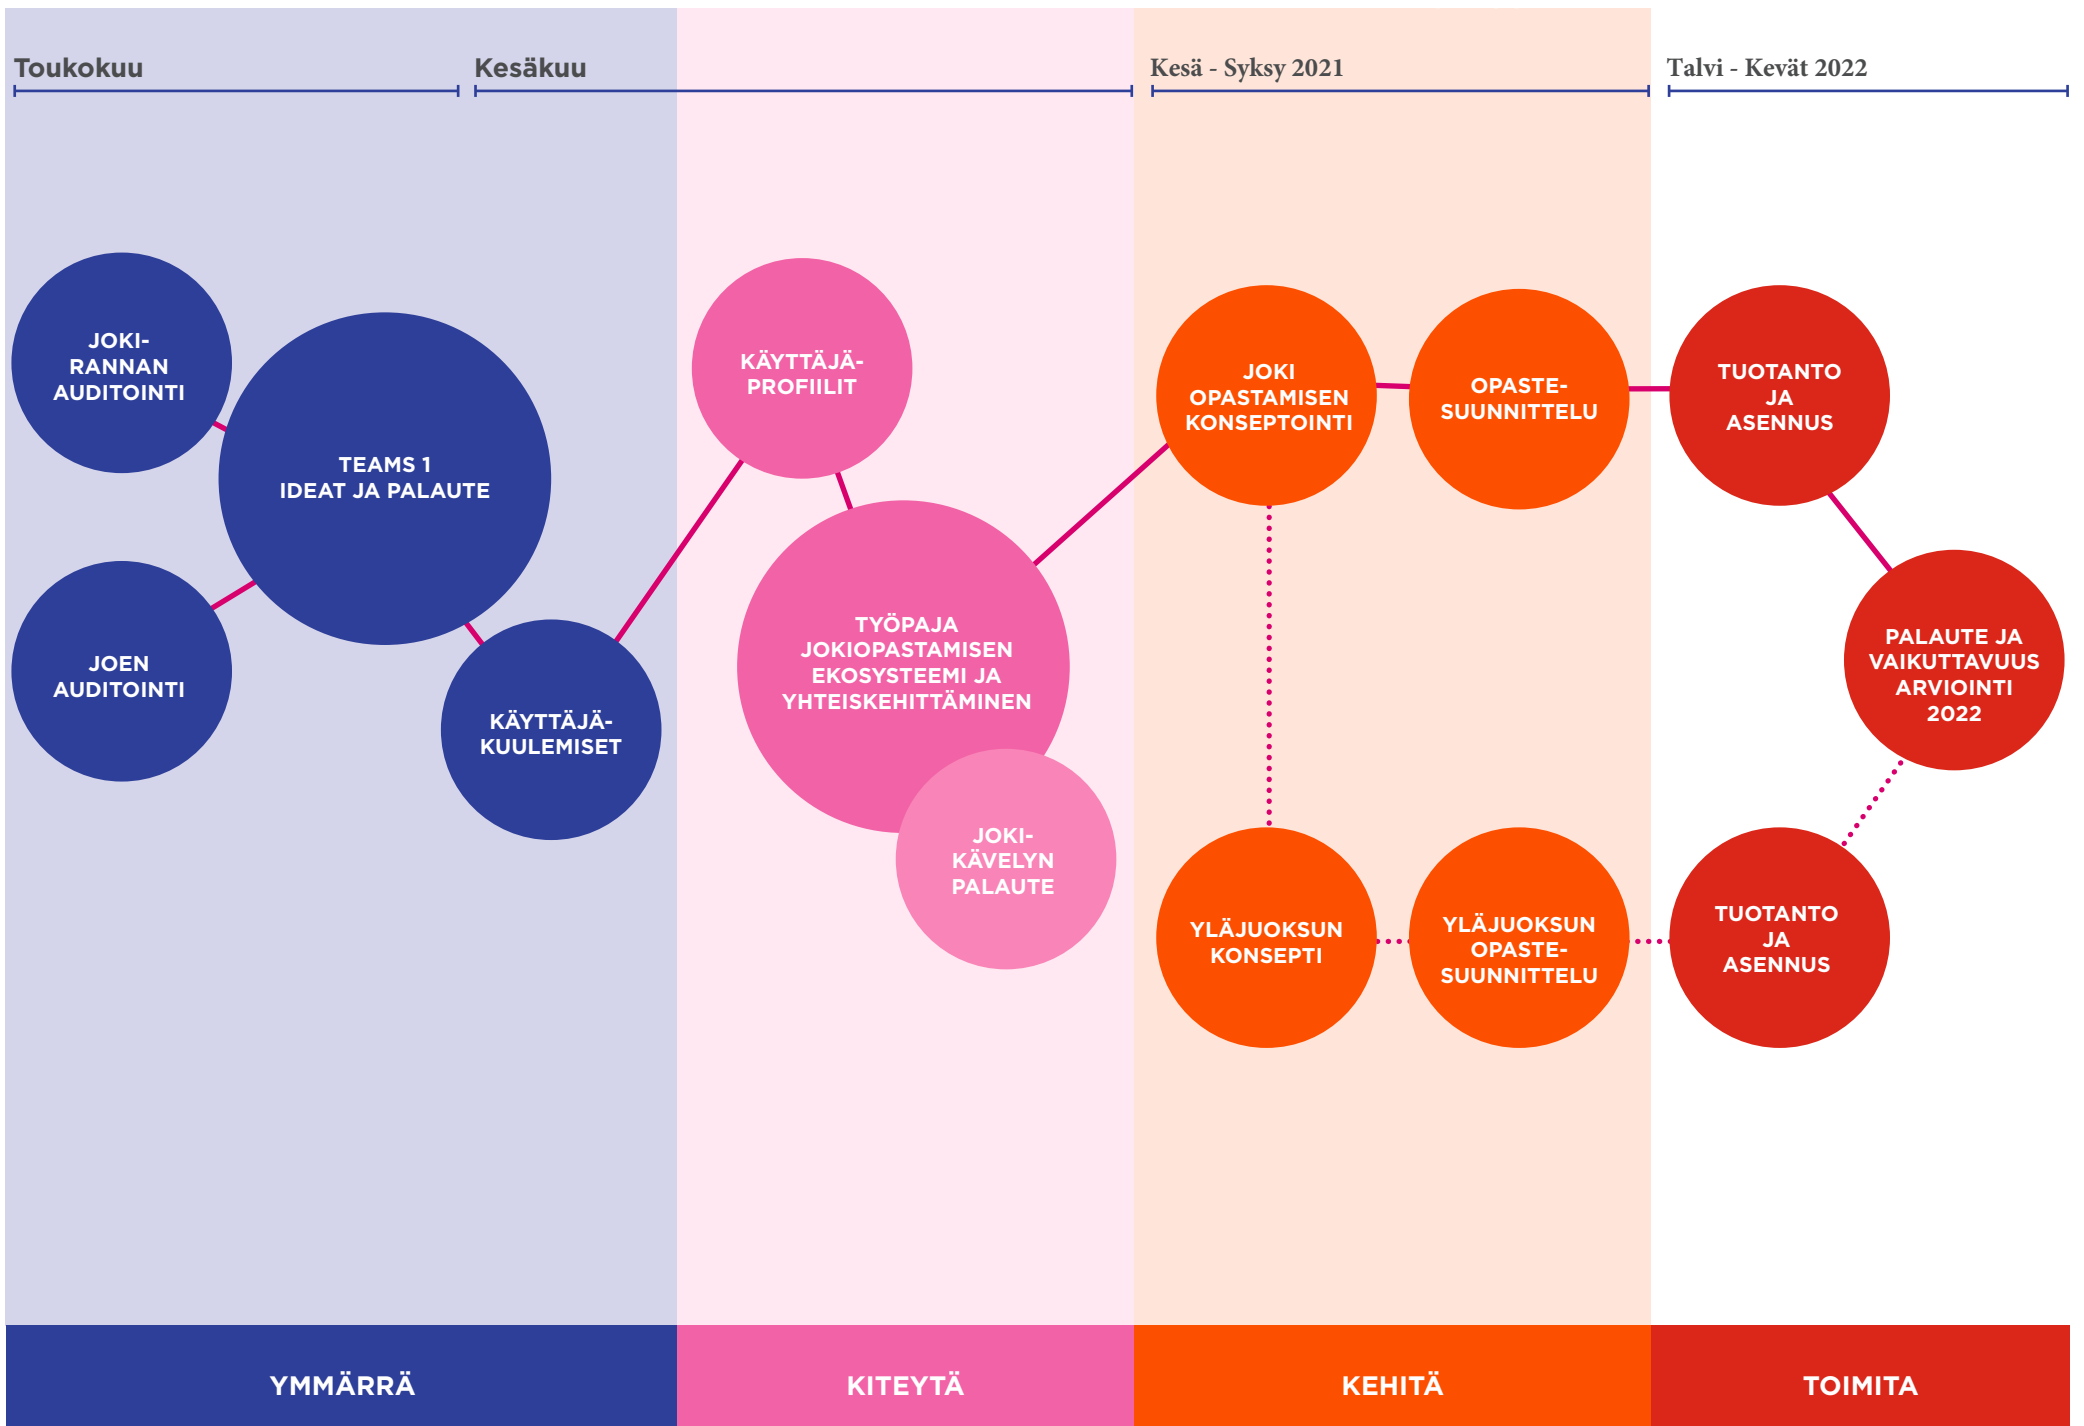 Toukokuu
Kesäkuu
Kesä - Syksy 2021
Talvi - Kevät 2022
JOKI-
RANNAN
AUDITOINTI
TEAMS 1
IDEAT JA PALAUTE
JOEN
AUDITOINTI
KÄYTTÄJÄ-
KUULEMISET
KÄYTTÄJÄ-
PROFIILIT
TYÖPAJA
JOKIOPASTAMISEN
EKOSYSTEEMI JA
YHTEISKEHITTÄMINEN
JOKI-
KÄVELYN
PALAUTE
JOKI
OPASTAMISEN
KONSEPTOINTI
OPASTE-
SUUNNITTELU
YLÄJUOKSUN
KONSEPTI
YLÄJUOKSUN
OPASTE-
SUUNNITTELU
TUOTANTO
JA
ASENNUS
PALAUTE JA
VAIKUTTAVUUS
ARVIOINTI
2022
TUOTANTO
JA
ASENNUS
YMMÄRRÄ
KITEYTÄ
KEHITÄ
TOIMITA